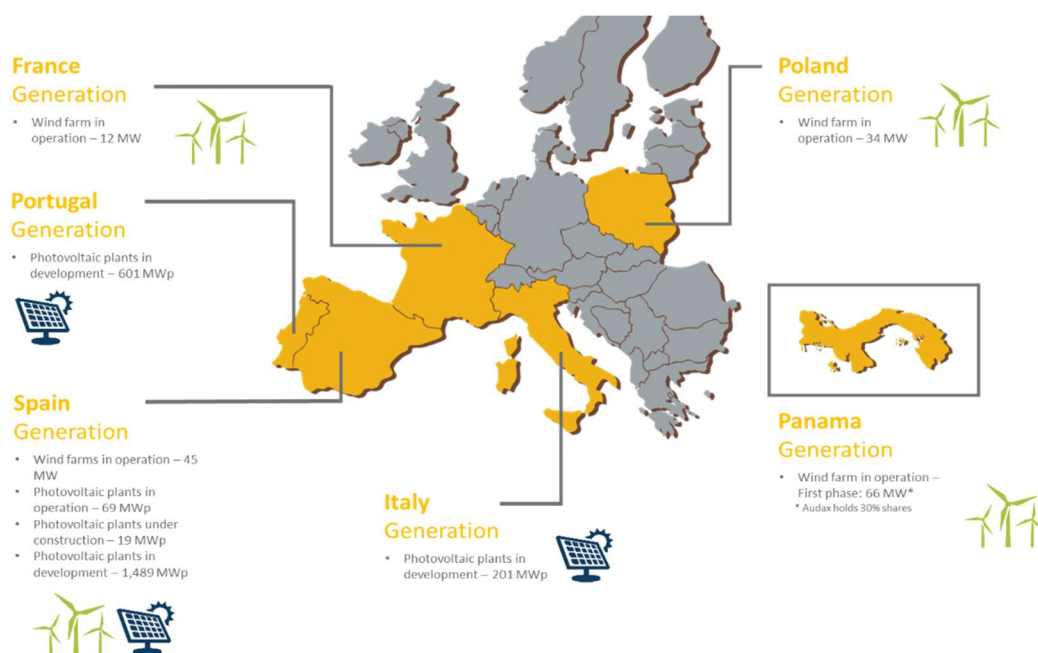 France
Generation
• Wind farm in
operation – 12 MW
Portugal
Generation
• Photovoltaic plants in
development – 601 MWp
Spain
Generation
• Wind farms in operation – 45
MW
• Photovoltaic plants in
operation – 69 MWp
• Photovoltaic plants under
construction – 19 MWp
• Photovoltaic plants in
development – 1,489 MWp
Italy
Generation
• Photovoltaic plants in
development – 201 MWp
Poland
Generation
• Wind farm in
operation – 34 MW
Panama
Generation
• Wind farm in operation –
First phase: 66 MW*
* Audax holds 30% shares